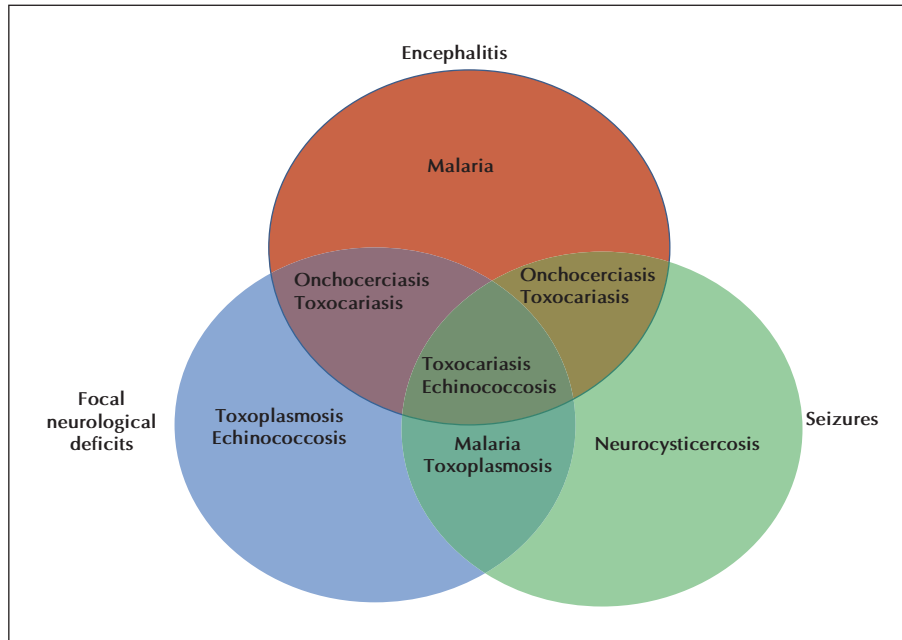 Encephalitis
Malaria
Onchocerciasis
Toxocariasis
Onchocerciasis
Toxocariasis
Toxocariasis
Echinococcosis
Focal
neurological
deficits
Toxoplasmosis
Echinococcosis
Malaria
Toxoplasmosis
Neurocysticercosis
Seizures